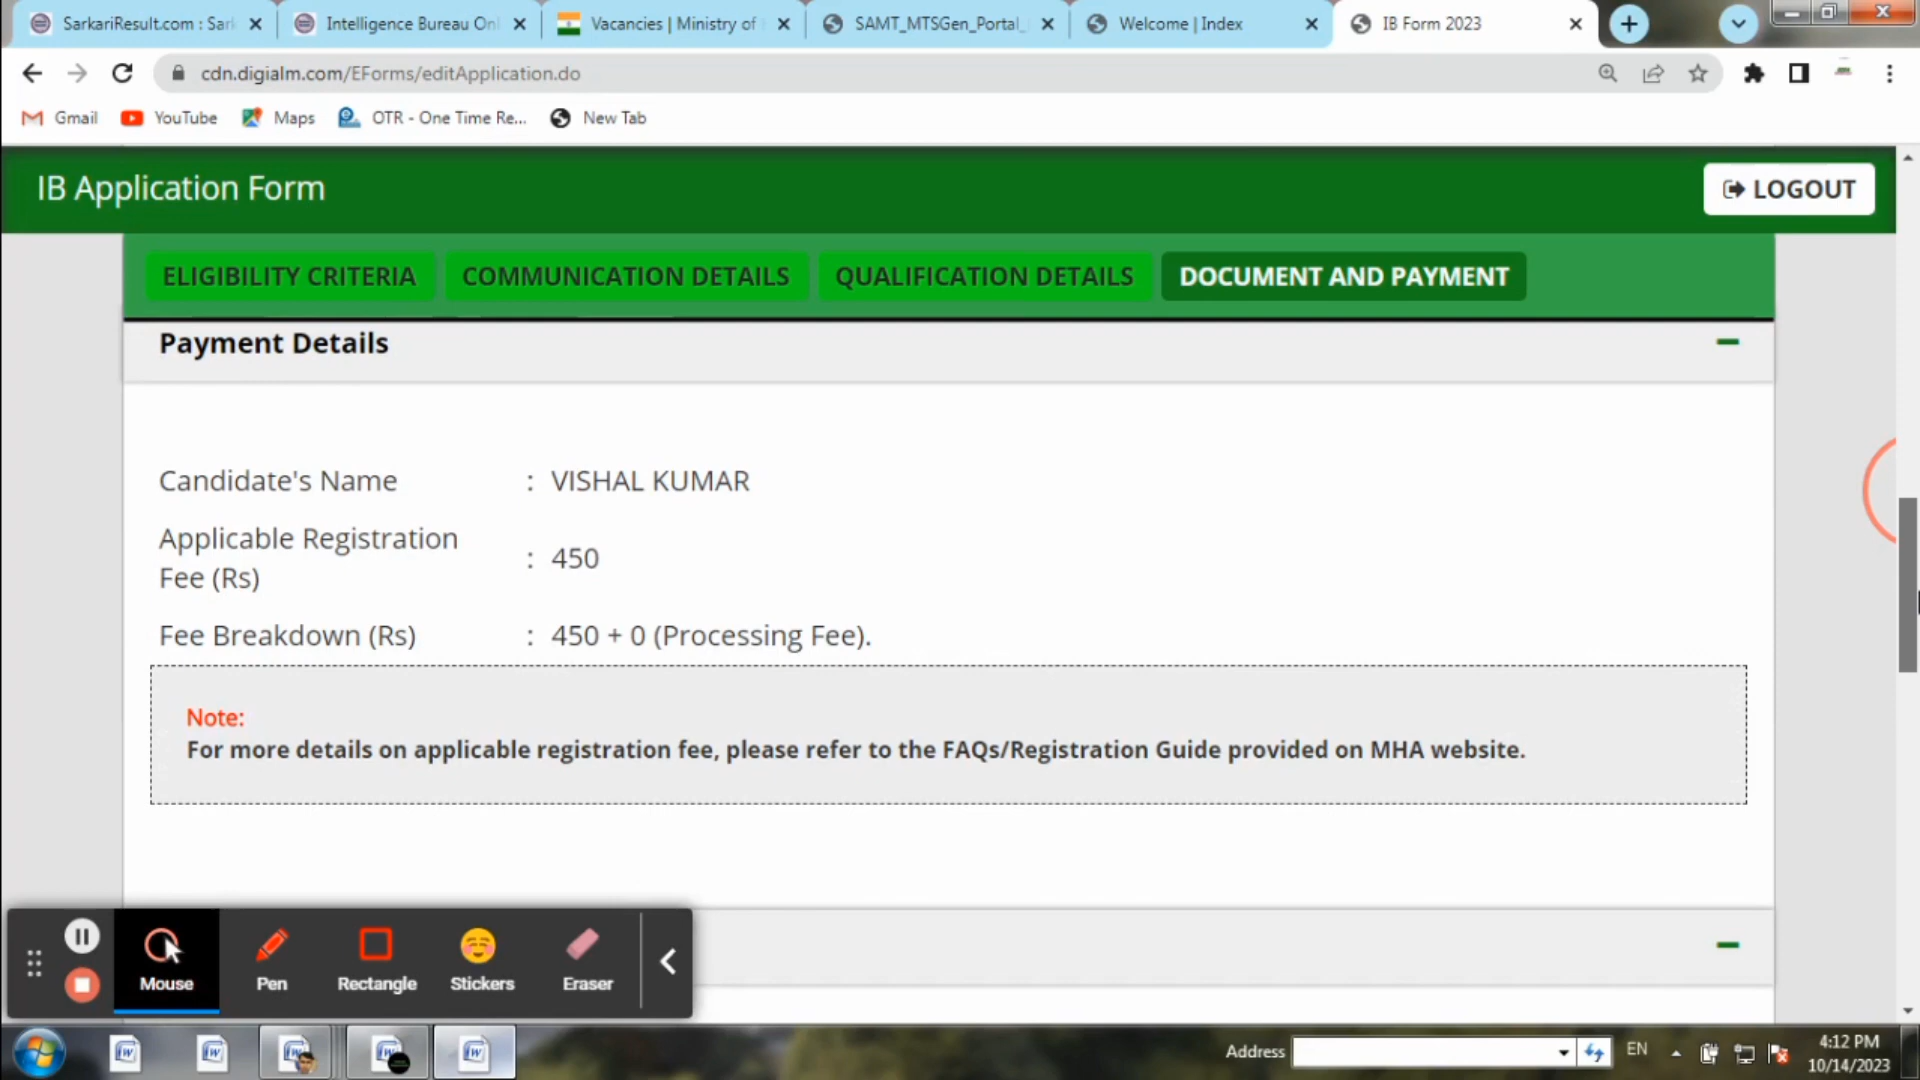 SarkariResult.com : Sark
Intelligence Bureau Onl
Vacancies | Ministry of
SAMT_MTSGen_Portal_
Welcome | Index
IB Form 2023
cdn.digialm.com/EForms/editApplication.do
Gmail
YouTube
Maps
OTR - One Time Re...
New Tab
IB Application Form
LOGOUT
ELIGIBILITY CRITERIA
COMMUNICATION DETAILS
QUALIFICATION DETAILS
DOCUMENT AND PAYMENT
Payment Details
Candidate's Name : VISHAL KUMAR
Applicable Registration
Fee (Rs) : 450
Fee Breakdown (Rs) : 450 + 0 (Processing Fee).
Note:
For more details on applicable registration fee, please refer to the FAQs/Registration Guide provided on MHA website.
Mouse
Pen
Rectangle
Stickers
Eraser
Address
EN
4:12 PM
10/14/2023